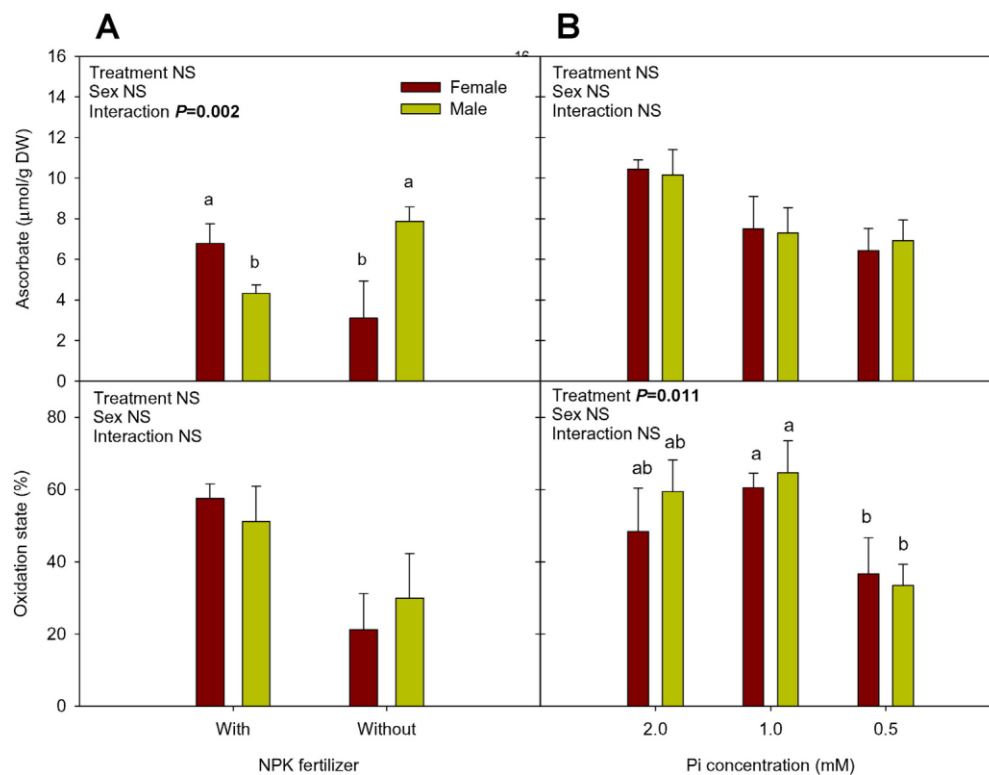 A
B
16
16
14
12
10
8
6
4
2
0
Ascorbate (µmol/g DW)
Treatment NS
Sex NS
Interaction P=0.002
Female
Male
a
b
b
a
Treatment NS
Sex NS
Interaction NS
80
60
40
20
0
Oxidation state (%)
Treatment NS
Sex NS
Interaction NS
Treatment P=0.011
Sex NS
Interaction NS
ab
ab
a
a
b
b
With
Without
2.0
1.0
0.5
NPK fertilizer
Pi concentration (mM)